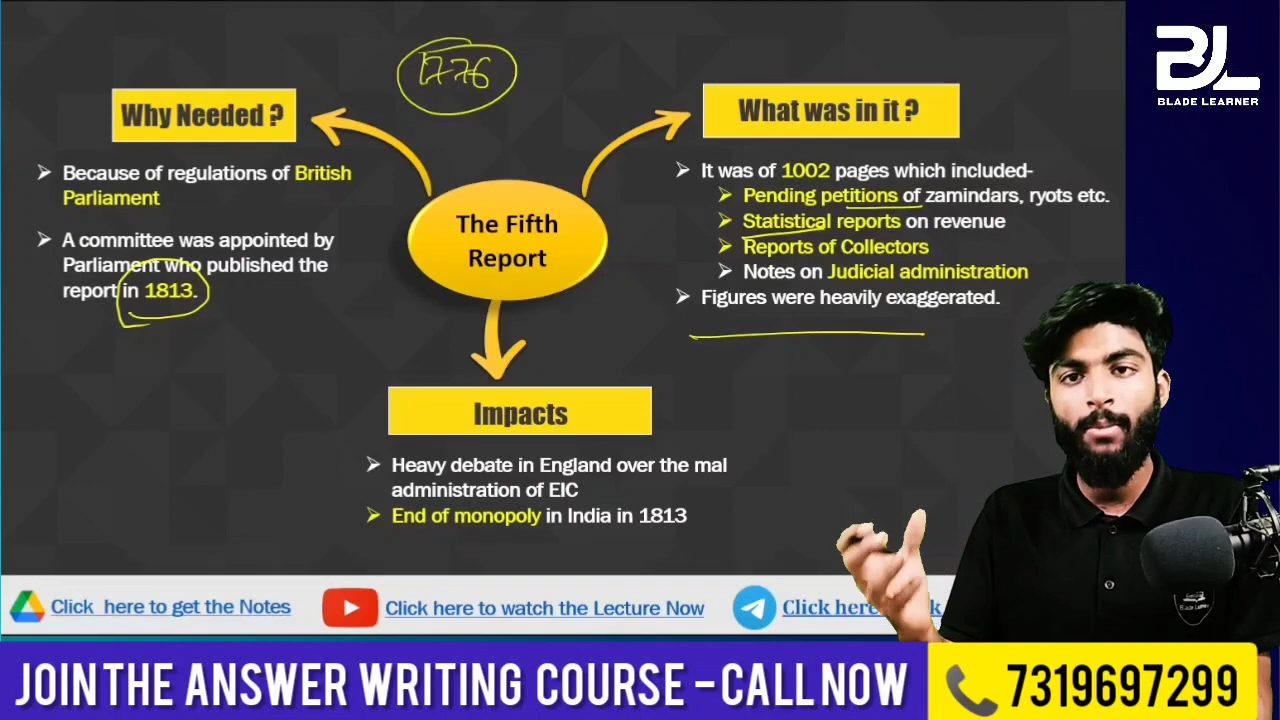 1776
BL
BLADE LEARNER
Why Needed ?
➢ Because of regulations of British
Parliament
➢ A committee was appointed by
Parliament who published the
report in 1813.
The Fifth
Report
What was in it ?
➢ It was of 1002 pages which included-
➢ Pending petitions of zamindars, ryots etc.
➢ Statistical reports on revenue
➢ Reports of Collectors
➢ Notes on Judicial administration
➢ Figures were heavily exaggerated.
Impacts
➢ Heavy debate in England over the mal
administration of EIC
➢ End of monopoly in India in 1813
Click here to get the Notes
Click here to watch the Lecture Now
Click here
Blade Learner
JOIN THE ANSWER WRITING COURSE - CALL NOW
7319697299